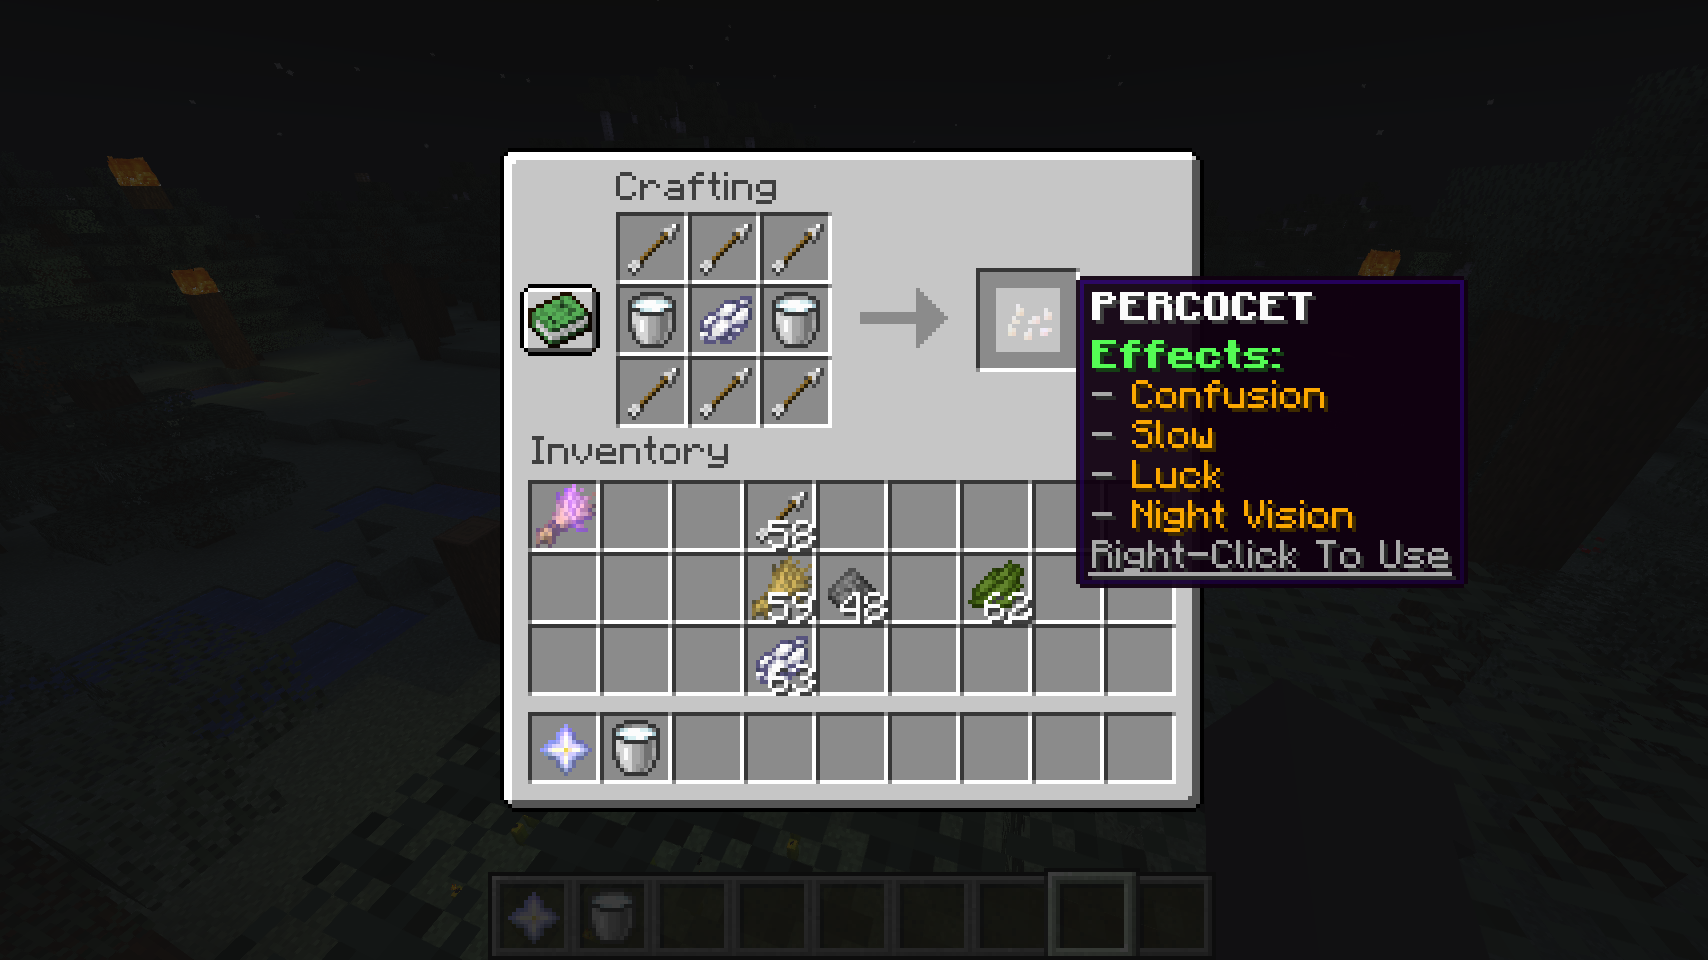 Crafting
PERCOCET
Effects:
- Confusion
- Slow
- Luck
- Night Vision
Right-Click To Use
Inventory
58
59 48 62
63